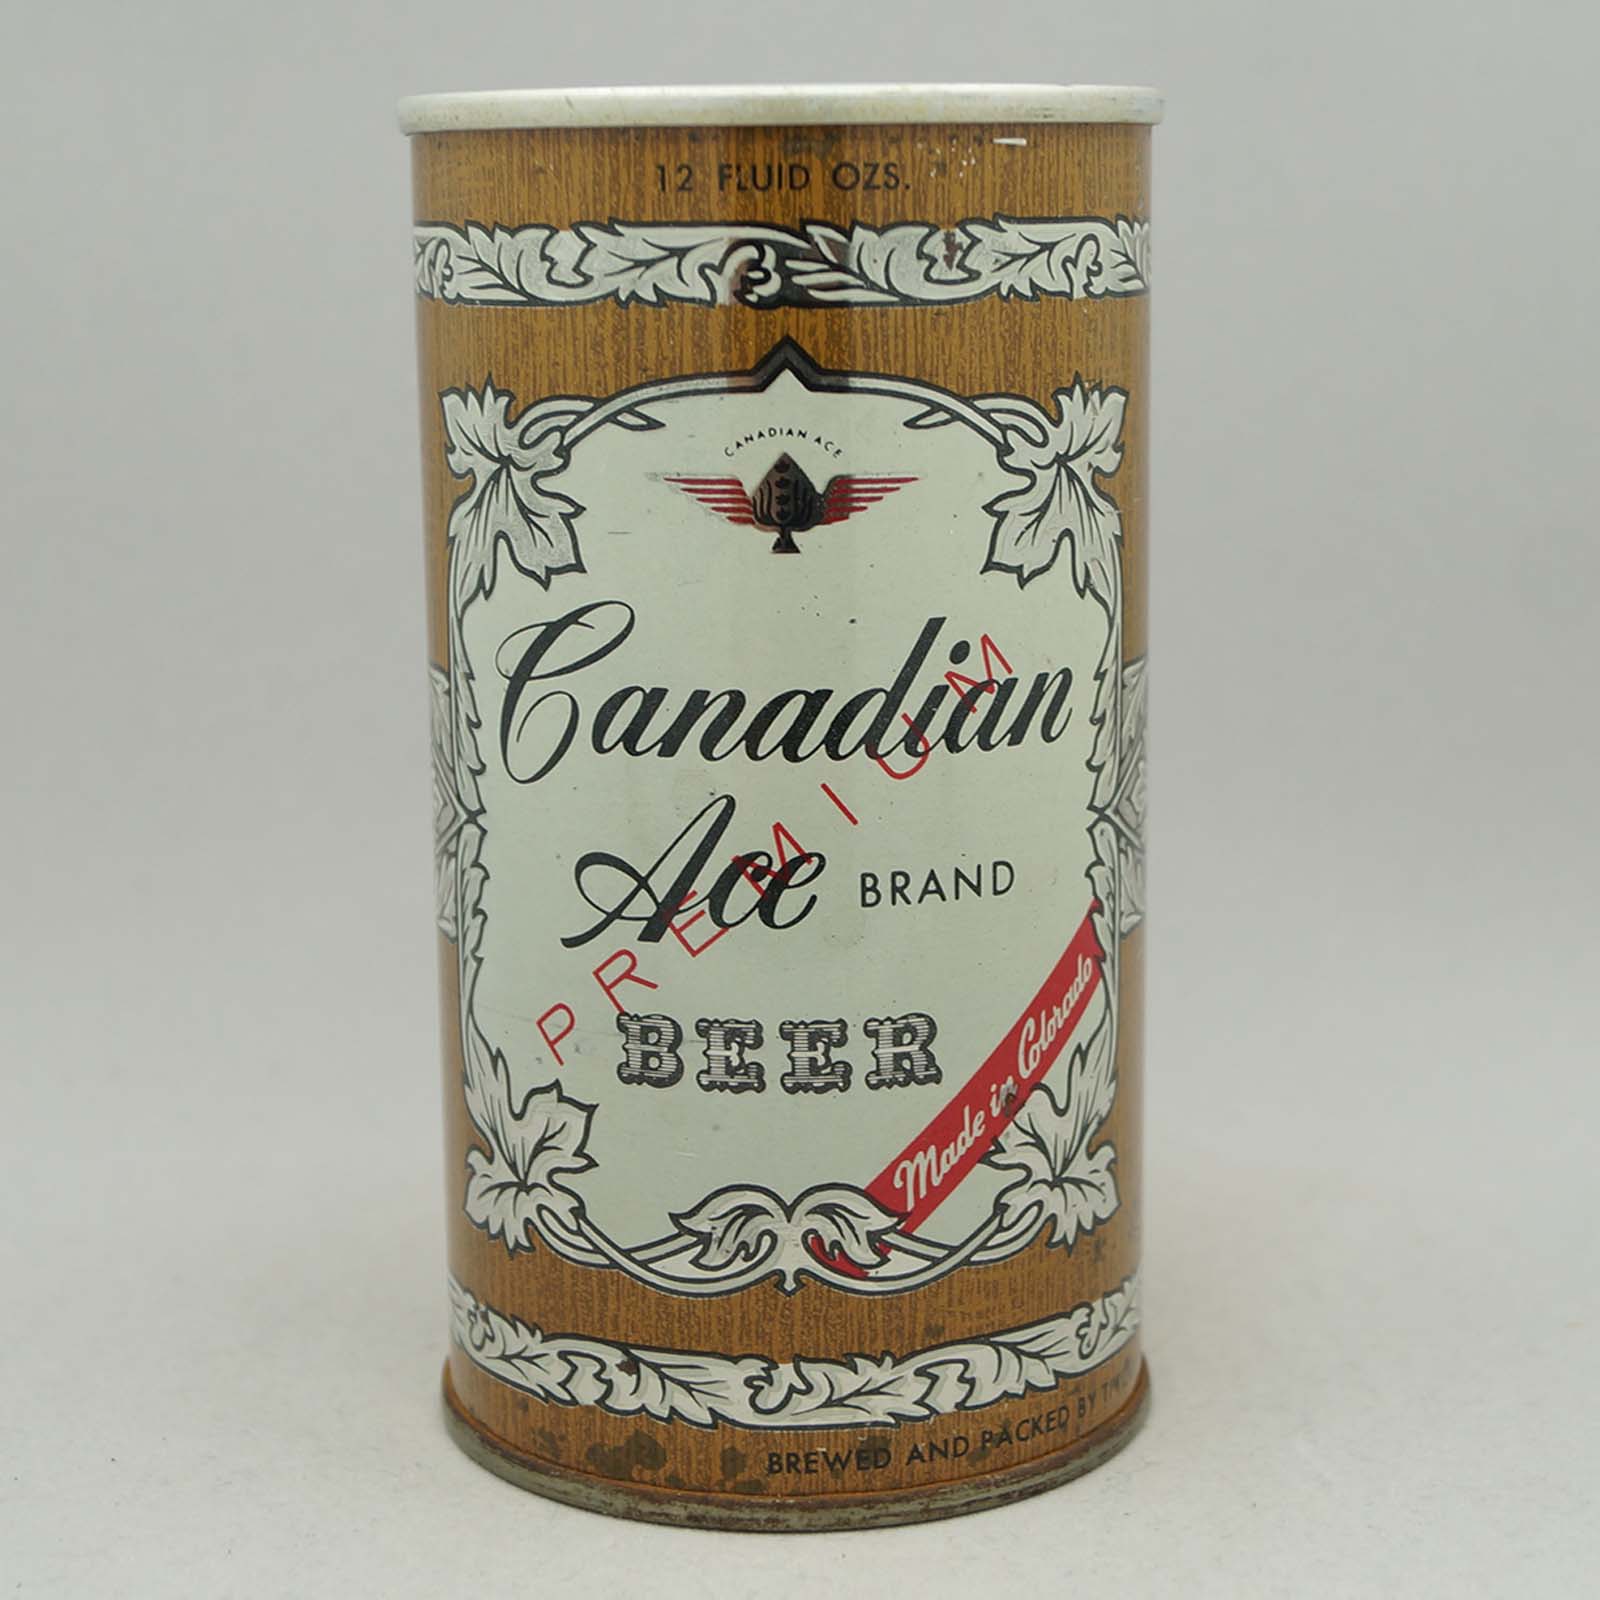 12 FLUID OZS.
CANADIAN ACE
Canadian
Ace BRAND
PREMIUM
BEER
Made in Colorado
BREWED AND PACKED BY